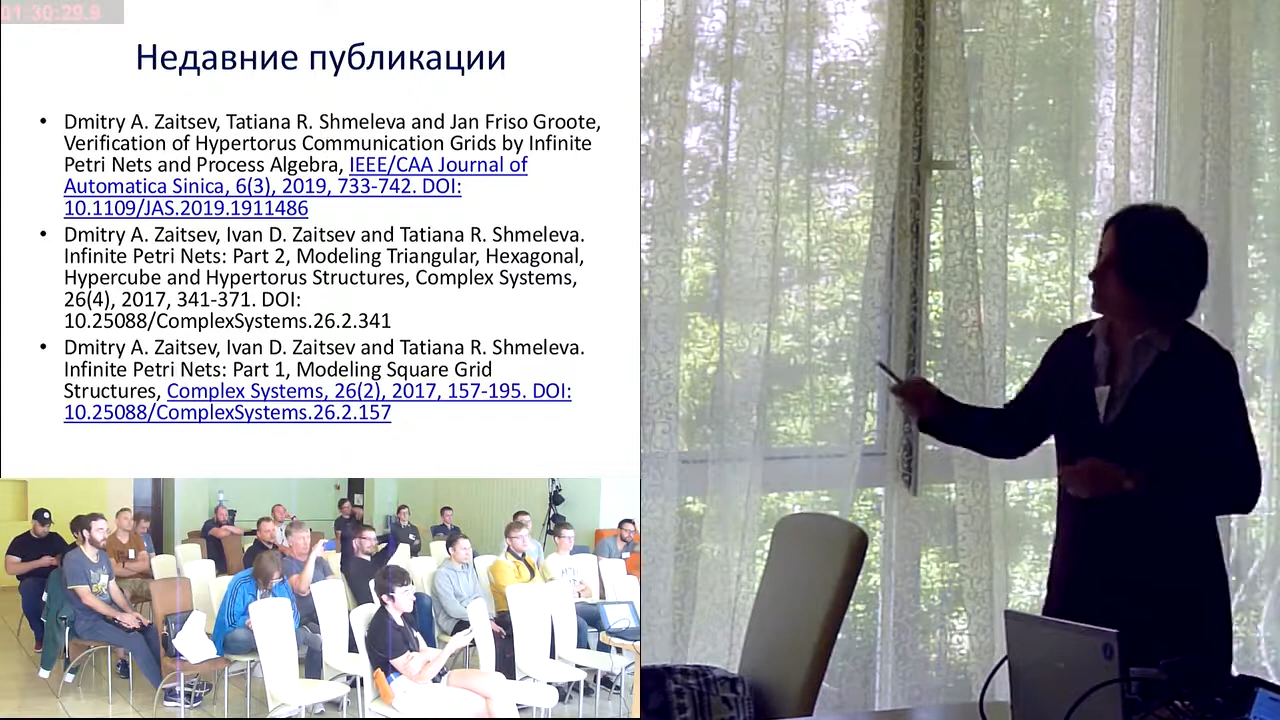 01:30:29.9
Недавние публикации
• Dmitry A. Zaitsev, Tatiana R. Shmeleva and Jan Friso Groote,
Verification of Hypertorus Communication Grids by Infinite
Petri Nets and Process Algebra, IEEE/CAA Journal of
Automatica Sinica, 6(3), 2019, 733-742. DOI:
10.1109/JAS.2019.1911486
• Dmitry A. Zaitsev, Ivan D. Zaitsev and Tatiana R. Shmeleva.
Infinite Petri Nets: Part 2, Modeling Triangular, Hexagonal,
Hypercube and Hypertorus Structures, Complex Systems,
26(4), 2017, 341-371. DOI:
10.25088/ComplexSystems.26.2.341
• Dmitry A. Zaitsev, Ivan D. Zaitsev and Tatiana R. Shmeleva.
Infinite Petri Nets: Part 1, Modeling Square Grid
Structures, Complex Systems, 26(2), 2017, 157-195. DOI:
10.25088/ComplexSystems.26.2.157